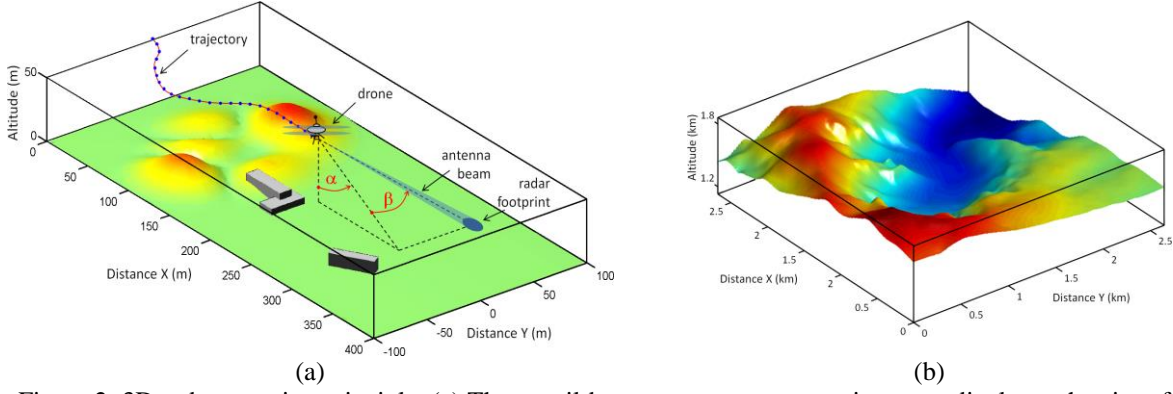 trajectory
drone
antenna
beam
radar
footprint
α
β
Altitude (m)
50
0
0
50
100
150
200
250
300
350
400
Distance X (m)
-100
-50
0
50
100
Distance Y (m)
(a)
Altitude (km)
1.8
1.2
2.5
2
1.5
1
0.5
0
Distance X (km)
0
0.5
1
1.5
2
2.5
Distance Y (km)
(b)